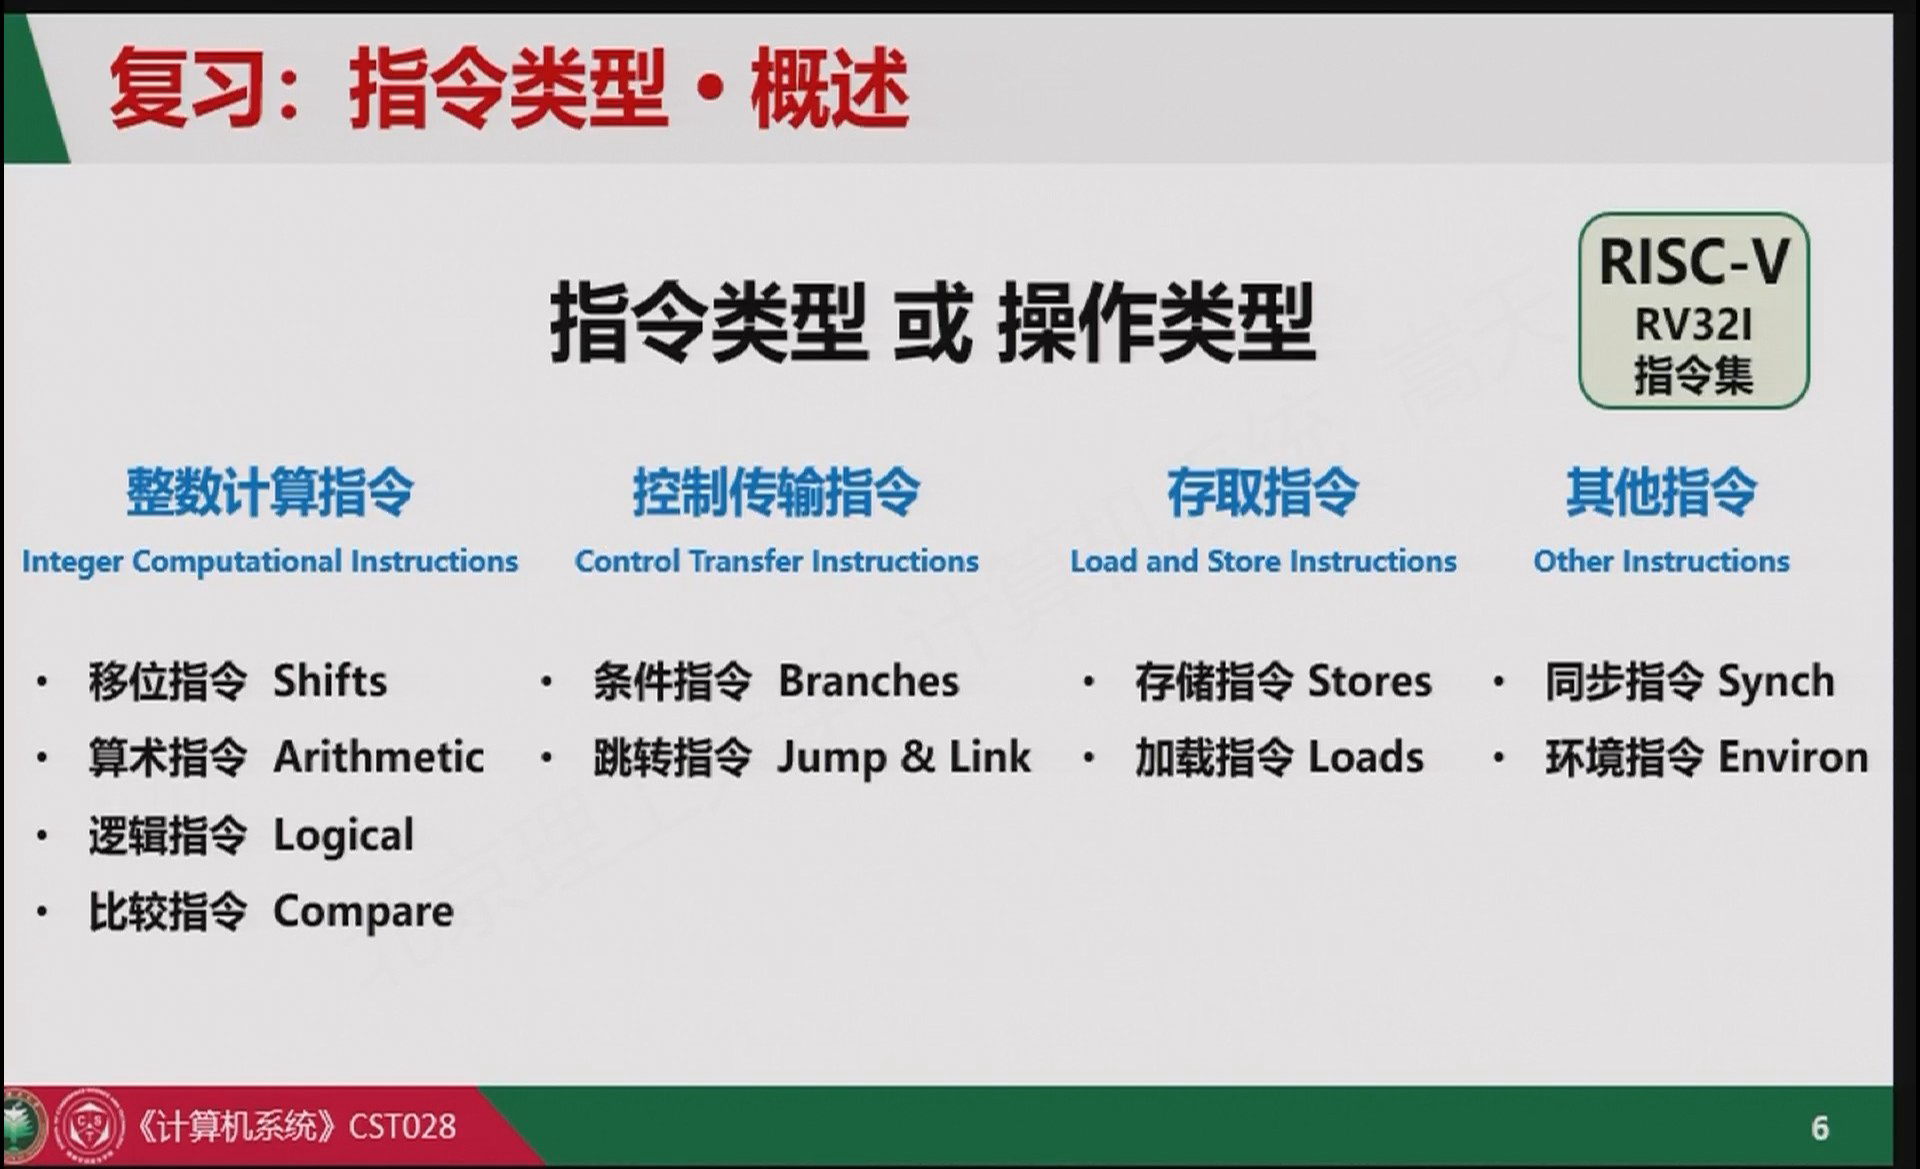 复习：指令类型·概述
RISC-V
RV32I
指令集
指令类型 或 操作类型
整数计算指令
Integer Computational Instructions
• 移位指令 Shifts
• 算术指令 Arithmetic
• 逻辑指令 Logical
• 比较指令 Compare
控制传输指令
Control Transfer Instructions
• 条件指令 Branches
• 跳转指令 Jump & Link
存取指令
Load and Store Instructions
• 存储指令 Stores
• 加载指令 Loads
其他指令
Other Instructions
• 同步指令 Synch
• 环境指令 Environ
《计算机系统》CST028
6